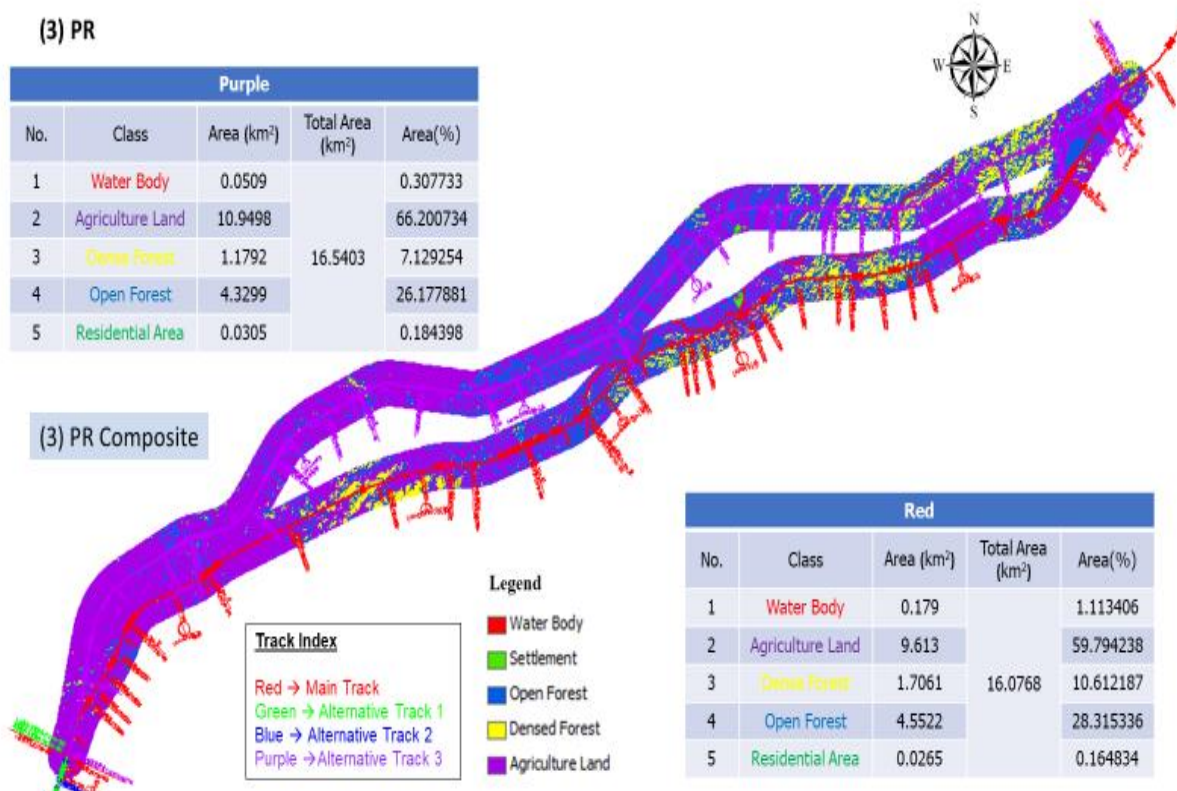 (3) PR
N
W E
S
Purple
No. Class Area (km²) Total Area (km²) Area(%)
1 Water Body 0.0509 16.5403 0.307733
2 Agriculture Land 10.9498 66.200734
3 Dense Forest 1.1792 7.129254
4 Open Forest 4.3299 26.177881
5 Residential Area 0.0305 0.184398
(3) PR Composite
Track Index
Red → Main Track
Green → Alternative Track 1
Blue → Alternative Track 2
Purple → Alternative Track 3
Legend
Water Body
Settlement
Open Forest
Densed Forest
Agriculture Land
Red
No. Class Area (km²) Total Area (km²) Area(%)
1 Water Body 0.179 16.0768 1.113406
2 Agriculture Land 9.613 59.794238
3 Dense Forest 1.7061 10.612187
4 Open Forest 4.5522 28.315336
5 Residential Area 0.0265 0.164834